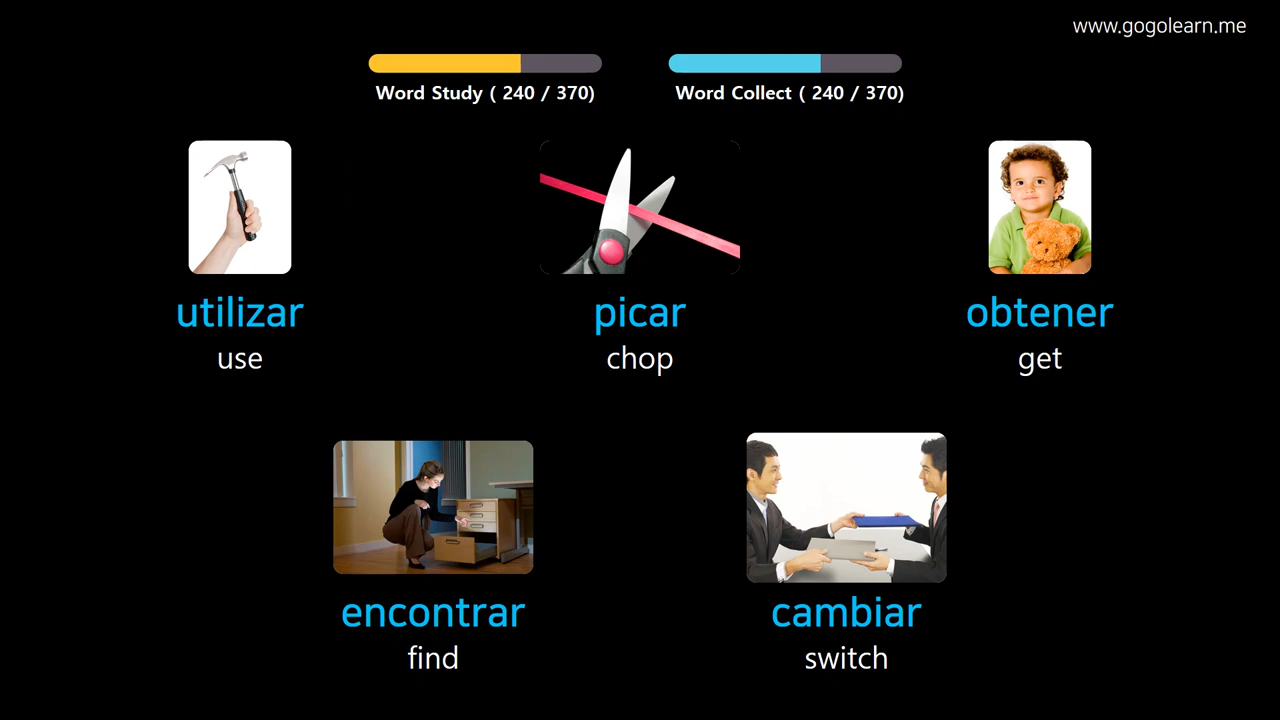 www.gogolearn.me
Word Study ( 240 / 370)
Word Collect ( 240 / 370)
utilizar
use
picar
chop
obtener
get
encontrar
find
cambiar
switch